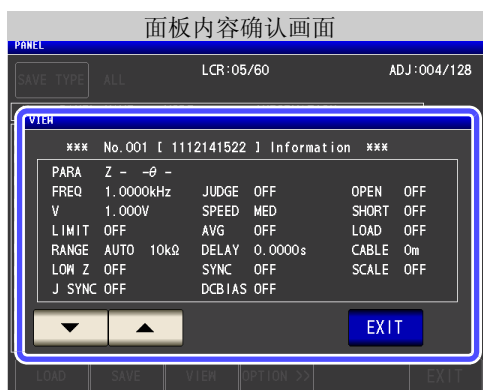 面板内容确认画面
PANEL
SAVE TYPE ALL LCR:05/60 ADJ:004/128
VIEW
*** No.001 [ 1112141522 ] Information ***
PARA Z - -θ -
FREQ 1.0000kHz JUDGE OFF OPEN OFF
V 1.000V SPEED MED SHORT OFF
LIMIT OFF AVG OFF LOAD OFF
RANGE AUTO 10kΩ DELAY 0.0000s CABLE 0m
LOW Z OFF SYNC OFF SCALE OFF
J SYNC OFF DCBIAS OFF
EXIT
LOAD SAVE VIEW OPTION >> EXIT